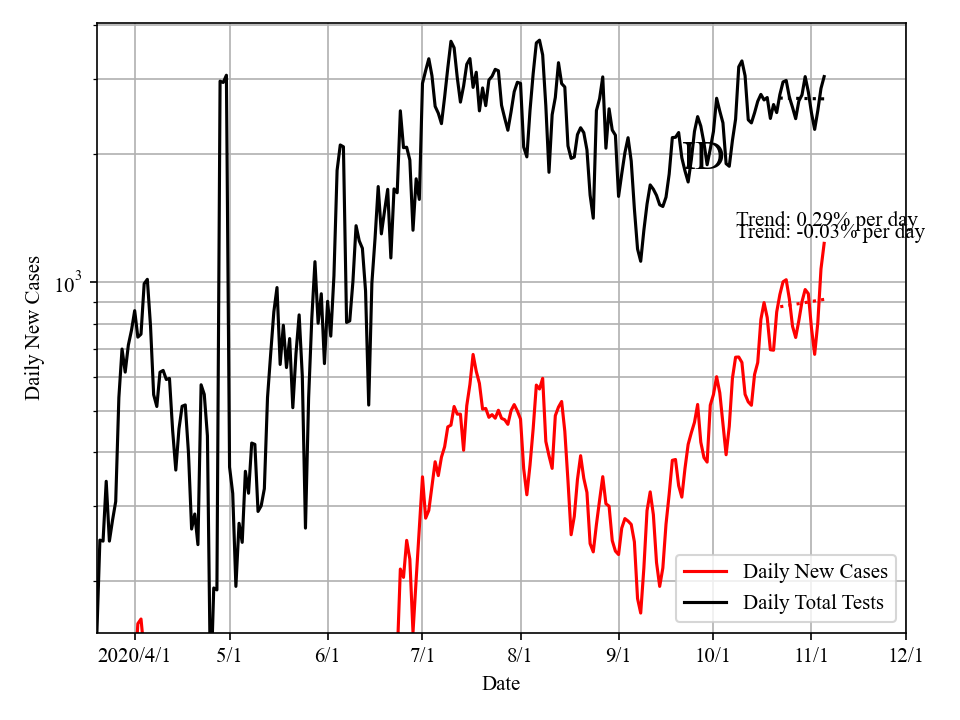 ID
Trend: 0.29% per day
Trend: -0.03% per day
10³
Daily New Cases
Daily New Cases
Daily Total Tests
2020/4/1 5/1 6/1 7/1 8/1 9/1 10/1 11/1 12/1
Date